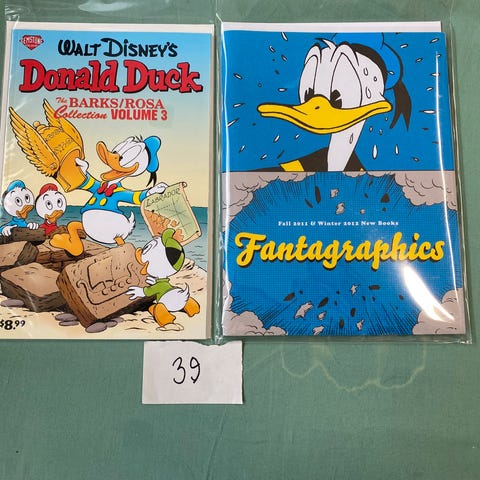 GEMSTONE
WALT DISNEY'S
Donald Duck
The BARKS/ROSA
Collection VOLUME 3
LABRADOR
$8.99
Fall 2011 & Winter 2012 New Books
Fantagraphics
39